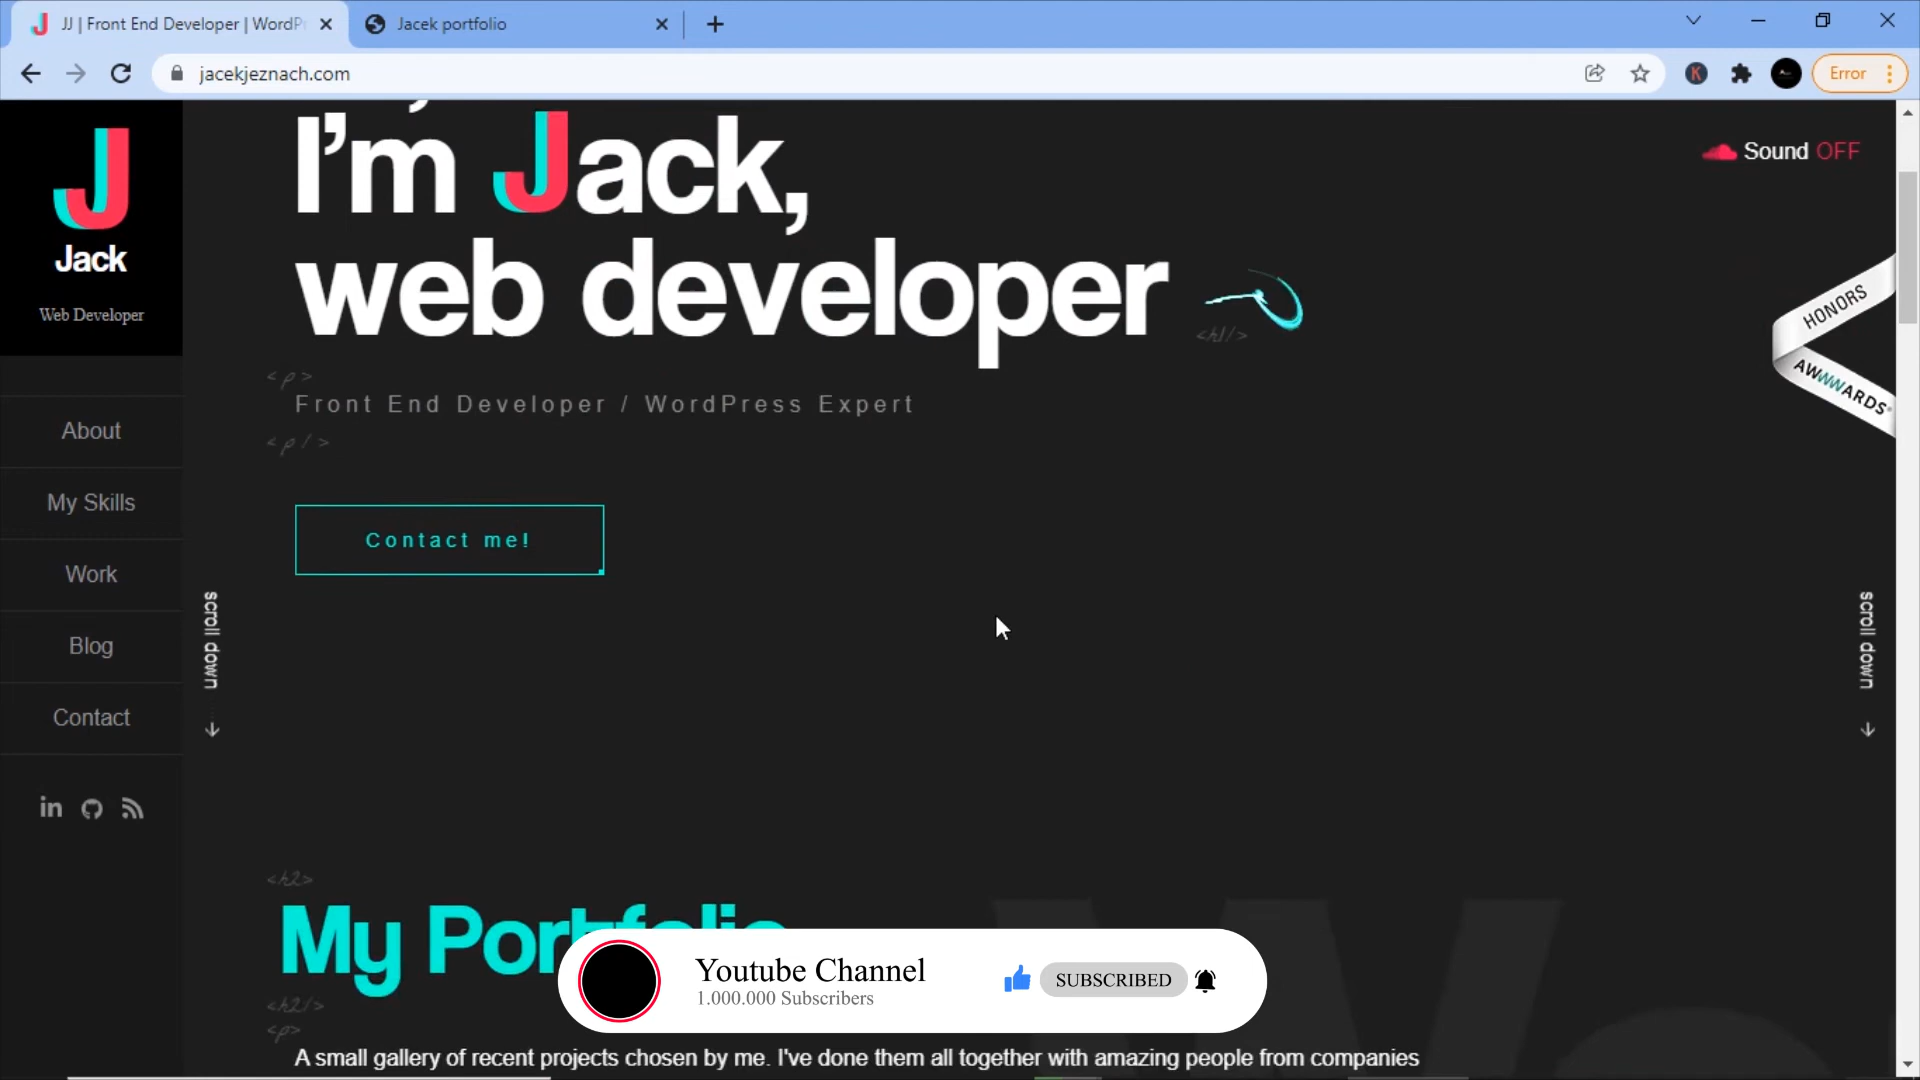 JJ | Front End Developer | WordPr
Jacek portfolio
jacekjeznach.com
Error
J
Jack
Web Developer
About
My Skills
Work
Blog
Contact
scroll down
I'm Jack,
web developer
<h1/>
<p>
Front End Developer / WordPress Expert
<p/>
Contact me!
Sound OFF
HONORS
AWWWARDS
scroll down
<h2>
My Portfolio
<h2/>
<p>
A small gallery of recent projects chosen by me. I've done them all together with amazing people from companies
Youtube Channel
1.000.000 Subscribers
SUBSCRIBED